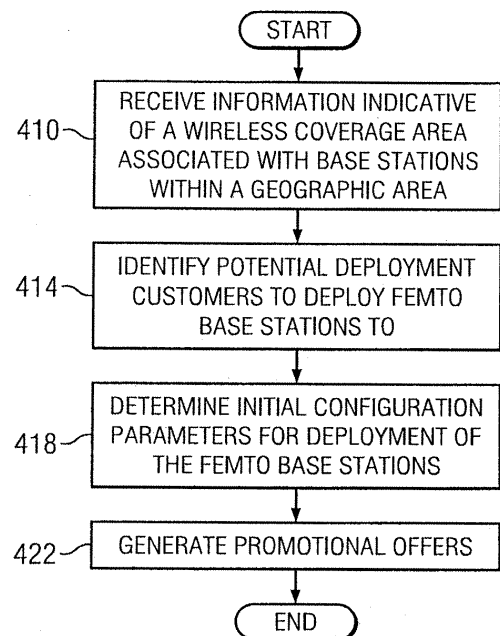 START
410
RECEIVE INFORMATION INDICATIVE
OF A WIRELESS COVERAGE AREA
ASSOCIATED WITH BASE STATIONS
WITHIN A GEOGRAPHIC AREA
414
IDENTIFY POTENTIAL DEPLOYMENT
CUSTOMERS TO DEPLOY FEMTO
BASE STATIONS TO
418
DETERMINE INITIAL CONFIGURATION
PARAMETERS FOR DEPLOYMENT OF
THE FEMTO BASE STATIONS
422
GENERATE PROMOTIONAL OFFERS
END